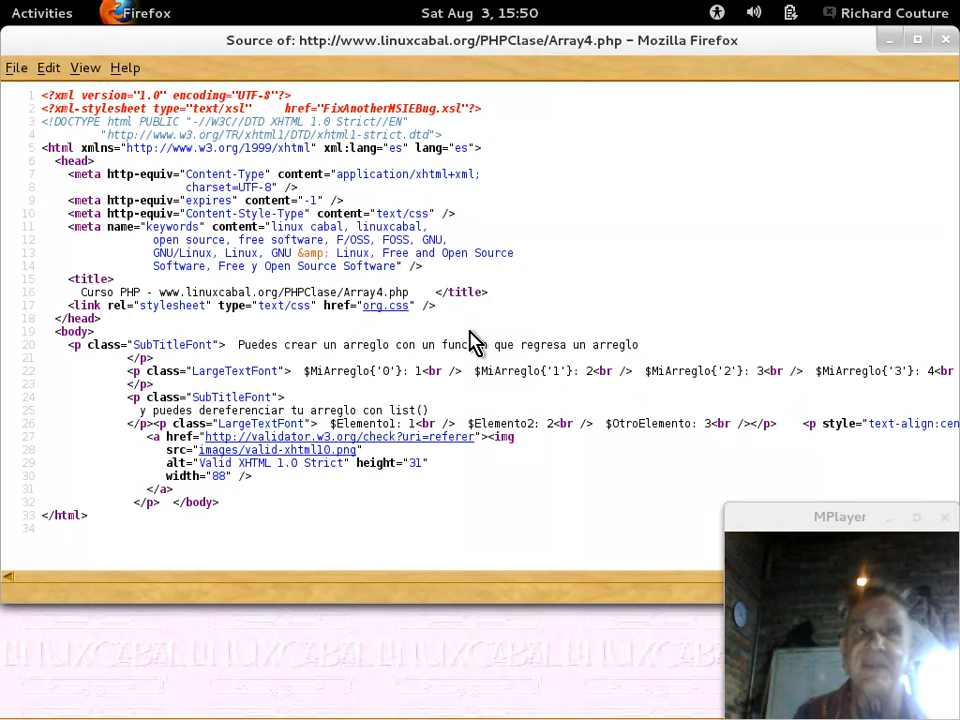 Activities Firefox Sat Aug 3, 15:50 Richard Couture
Source of: http://www.linuxcabal.org/PHPClase/Array4.php – Mozilla Firefox
File Edit View Help
1 <?xml version="1.0" encoding="UTF-8"?>
2 <?xml-stylesheet type="text/xsl" href="FixAnotherMSIEBug.xsl"?>
3 <!DOCTYPE html PUBLIC "-//W3C//DTD XHTML 1.0 Strict//EN"
4 "http://www.w3.org/TR/xhtml1/DTD/xhtml1-strict.dtd">
5 <html xmlns="http://www.w3.org/1999/xhtml" xml:lang="es" lang="es">
6 <head>
7 <meta http-equiv="Content-Type" content="application/xhtml+xml;
8 charset=UTF-8" />
9 <meta http-equiv="expires" content="-1" />
10 <meta http-equiv="Content-Style-Type" content="text/css" />
11 <meta name="keywords" content="linux cabal, linuxcabal,
12 open source, free software, F/OSS, FOSS, GNU,
13 GNU/Linux, Linux, GNU &amp; Linux, Free and Open Source
14 Software, Free y Open Source Software" />
15 <title>
16 Curso PHP - www.linuxcabal.org/PHPClase/Array4.php </title>
17 <link rel="stylesheet" type="text/css" href="org.css" />
18 </head>
19 <body>
20 <p class="SubTitleFont"> Puedes crear un arreglo con un que regresa un arreglo
21 </p>
22 <p class="LargeTextFont"> $MiArreglo{'0'}: 1<br /> $MiArreglo{'1'}: 2<br /> $MiArreglo{'2'}: 3<br /> $MiArreglo{'3'}: 4<br
23 </p>
24 <p class="SubTitleFont">
25 y puedes dereferenciar tu arreglo con list()
26 </p><p class="LargeTextFont"> $Elemento1: 1<br /> $Elemento2: 2<br /> $OtroElemento: 3<br /></p> <p style="text-align:cen
27 <a href="http://validator.w3.org/check?uri=referer"><img
28 src="images/valid-xhtml10.png"
29 alt="Valid XHTML 1.0 Strict" height="31"
30 width="88" />
31 </a>
32 </p> </body>
33 </html>
34
MPlayer
LINUXCABAL LINUXCABAL LINUXCABAL LINUXCABAL